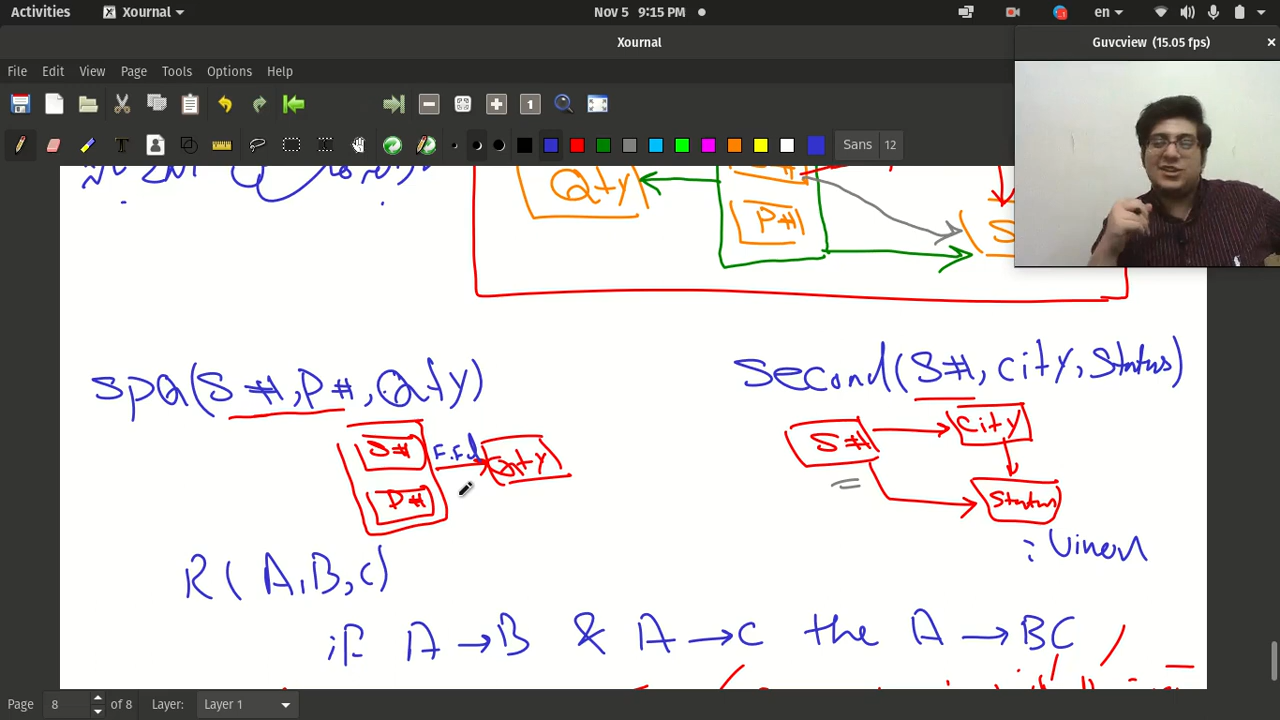 Activities Xournal Nov 5 9:15 PM en
Xournal
Guvcview (15.05 fps)
File Edit View Page Tools Options Help
Sans 12
Qty
P#
S
SPQ(S#,P#,Qty)
Second(S#,City,Status)
S# F.F.d Qty
P#
S# City
Status
R(A,B,C)
if A→B & A→C the A→BC
Page 8 of 8 Layer: Layer 1